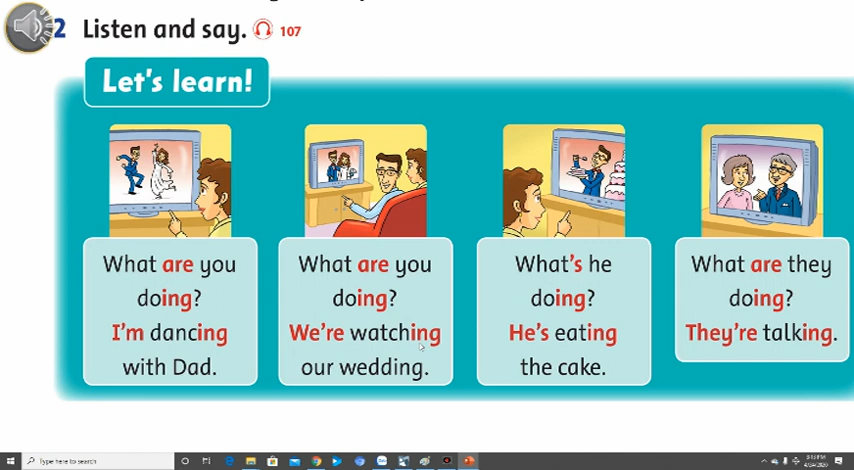 2 Listen and say. 107
Let's learn!
What are you
doing?
I'm dancing
with Dad.
What are you
doing?
We're watching
our wedding.
What's he
doing?
He's eating
the cake.
What are they
doing?
They're talking.
Type here to search